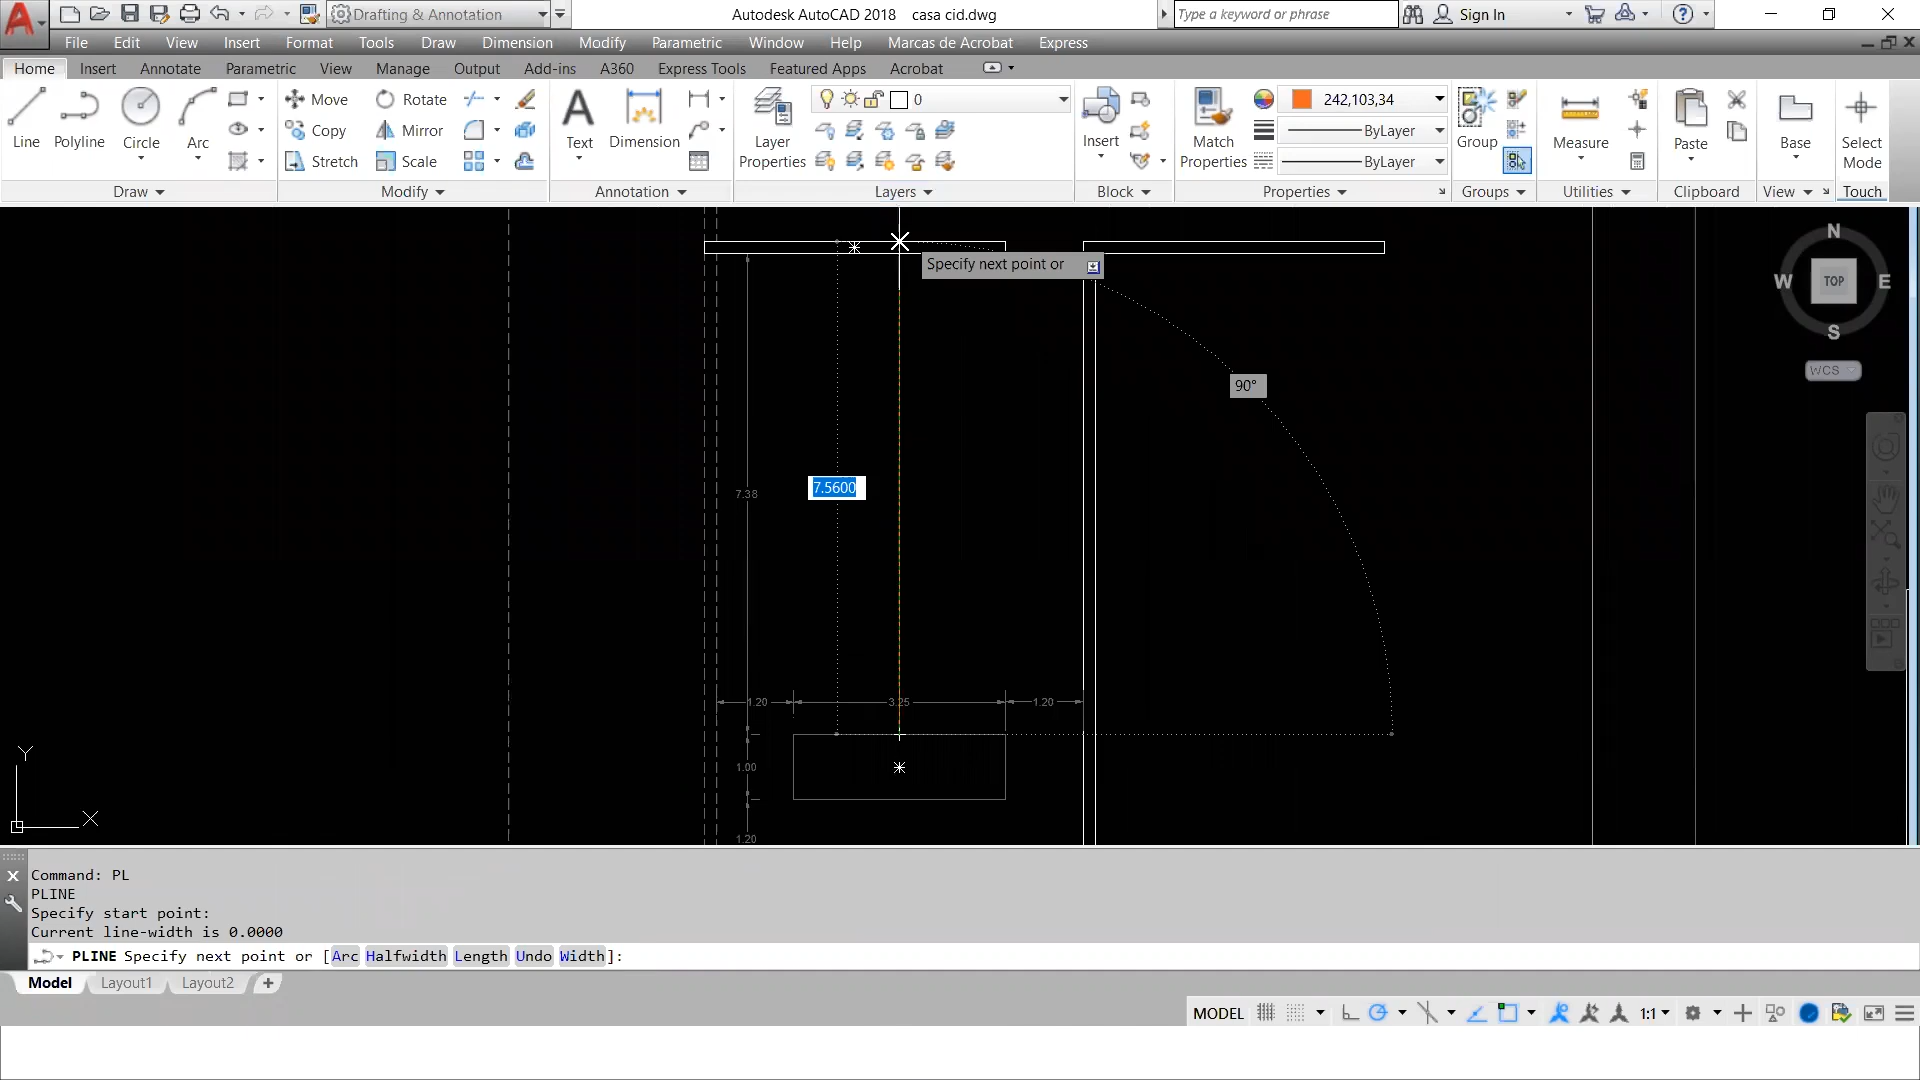 Drafting & Annotation
Autodesk AutoCAD 2018 casa cid.dwg
Type a keyword or phrase
Sign In
File Edit View Insert Format Tools Draw Dimension Modify Parametric Window Help Marcas de Acrobat Express
Home Insert Annotate Parametric View Manage Output Add-ins A360 Express Tools Featured Apps Acrobat
Line Polyline Circle Arc
Move Rotate
Copy Mirror
Stretch Scale
Text Dimension
Layer Properties
0
Insert
Match Properties
242,103,34
ByLayer
ByLayer
Group
Measure
Paste
Base
Select Mode
Draw Modify Annotation Layers Block Properties Groups Utilities Clipboard View Touch
Specify next point or
N
W TOP E
S
WCS
90°
7.5600
7.38
1.20 3.25 1.20
1.00
1.20
Y
X
Command: PL
PLINE
Specify start point:
Current line-width is 0.0000
PLINE Specify next point or [Arc Halfwidth Length Undo Width]:
Model Layout1 Layout2 +
MODEL 1:1